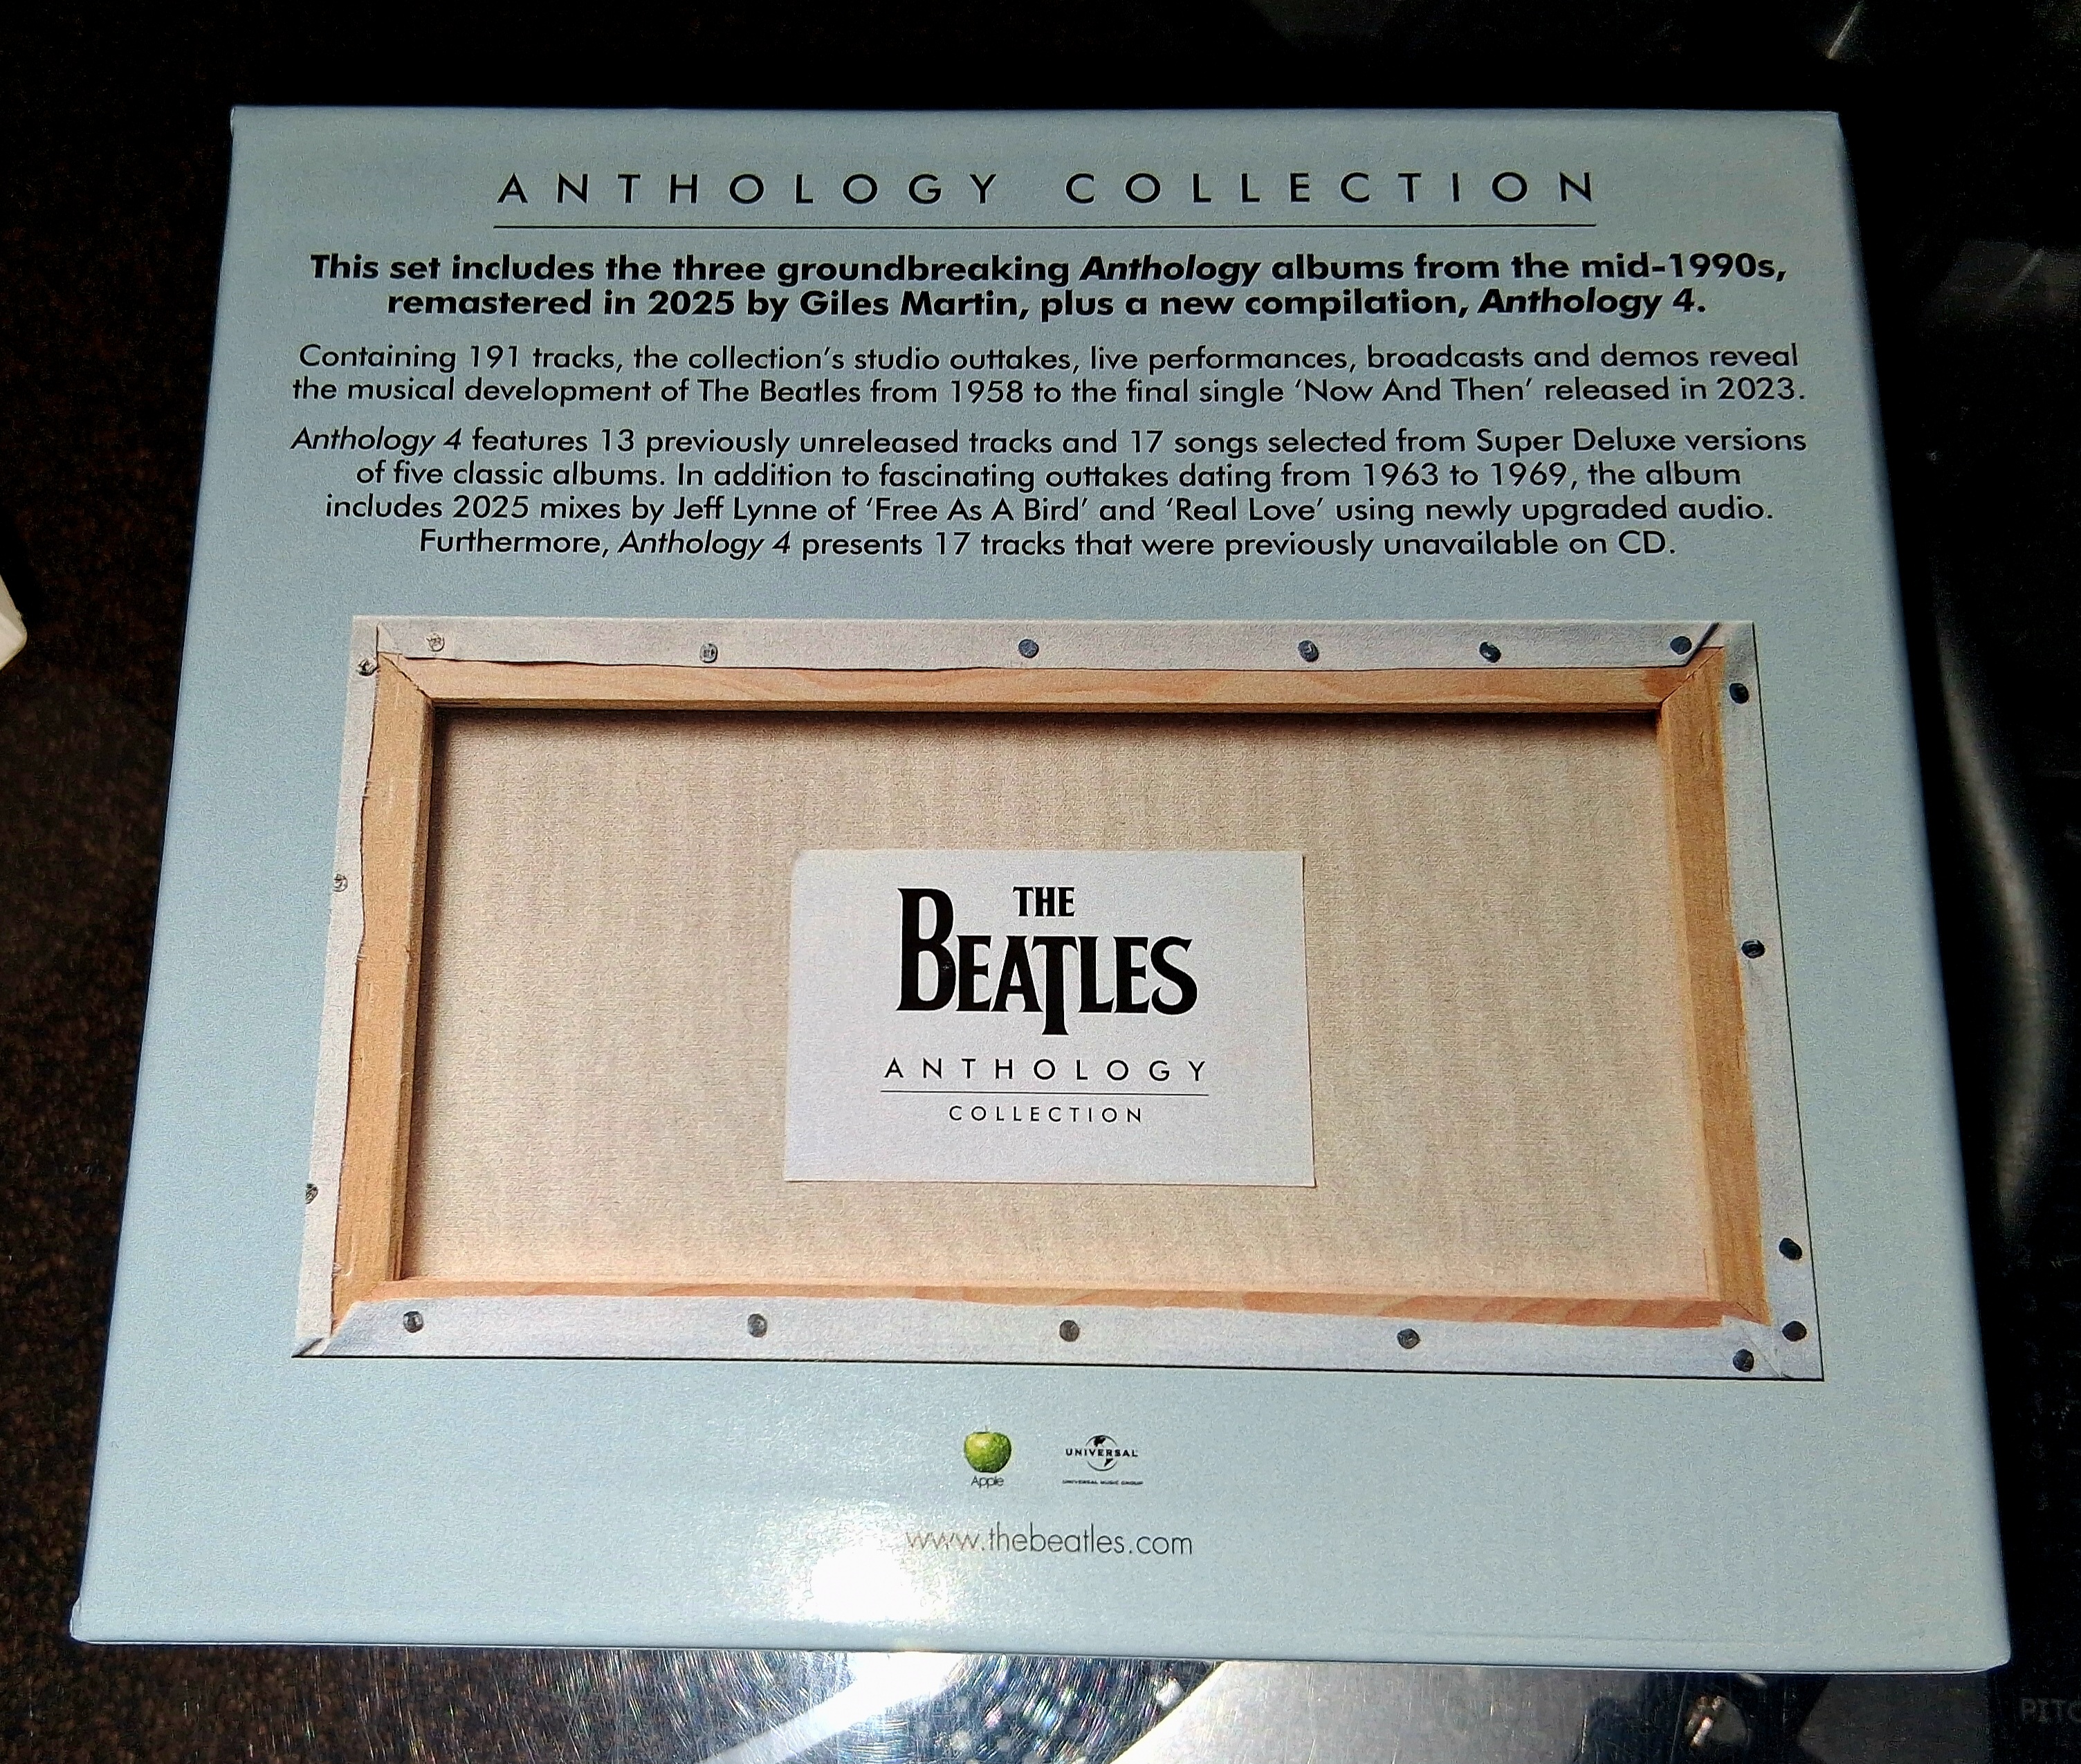 ANTHOLOGY COLLECTION
This set includes the three groundbreaking Anthology albums from the mid-1990s,
remastered in 2025 by Giles Martin, plus a new compilation, Anthology 4.
Containing 191 tracks, the collection's studio outtakes, live performances, broadcasts and demos reveal
the musical development of The Beatles from 1958 to the final single ‘Now And Then’ released in 2023.
Anthology 4 features 13 previously unreleased tracks and 17 songs selected from Super Deluxe versions
of five classic albums. In addition to fascinating outtakes dating from 1963 to 1969, the album
includes 2025 mixes by Jeff Lynne of ‘Free As A Bird’ and ‘Real Love’ using newly upgraded audio.
Furthermore, Anthology 4 presents 17 tracks that were previously unavailable on CD.
THE
BEATLES
ANTHOLOGY
COLLECTION
UNIVERSAL
Apple
UNIVERSAL MUSIC GROUP
www.thebeatles.com